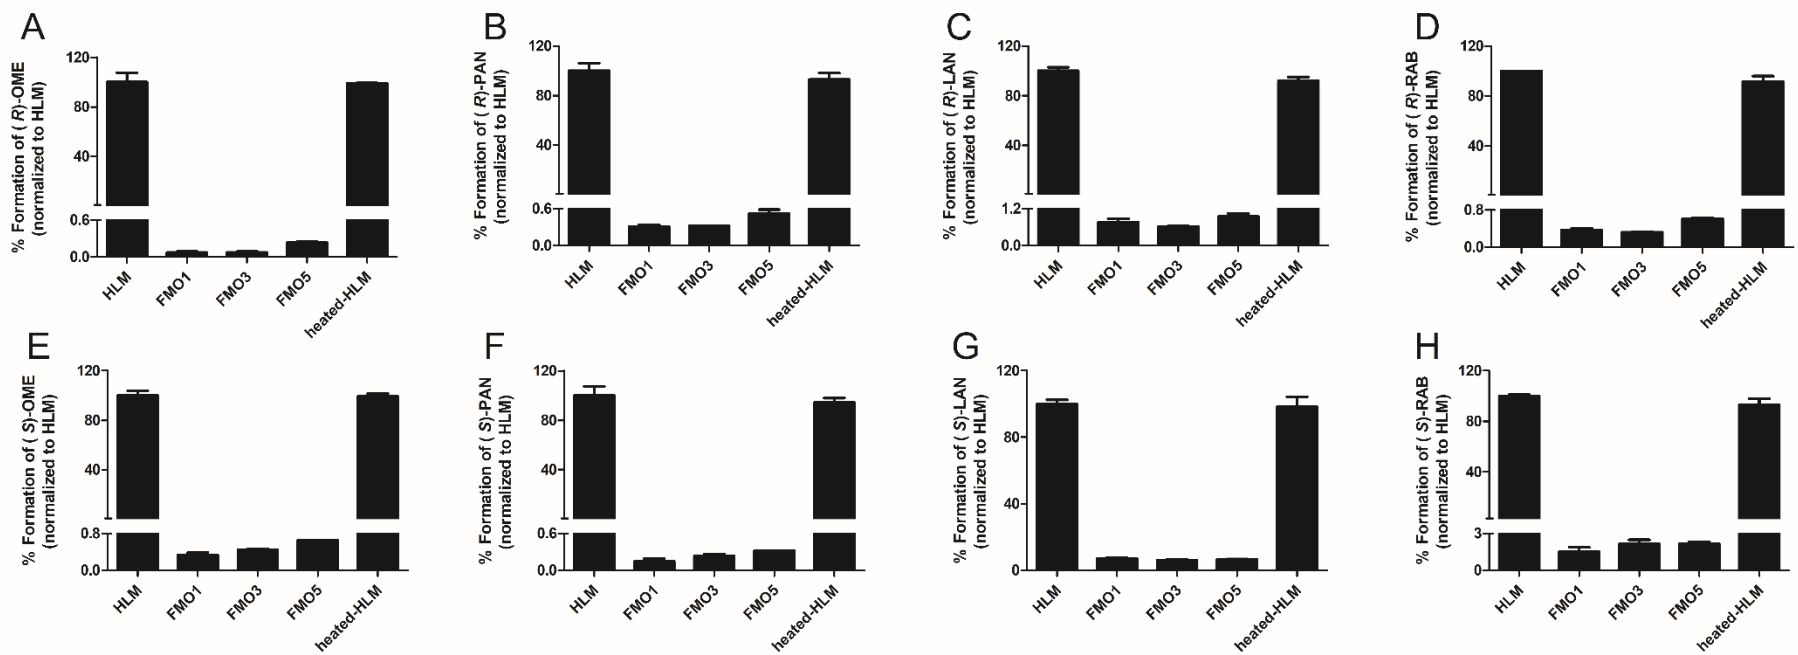 A
% Formation of ( R)-OME
(normalized to HLM)
120
80
40
0.6
0.0
HLM
FMO1
FMO3
FMO5
heated-HLM
B
% Formation of ( R)-PAN
(normalized to HLM)
120
80
40
0.6
0.0
HLM
FMO1
FMO3
FMO5
heated-HLM
C
% Formation of ( R)-LAN
(normalized to HLM)
120
80
40
1.2
0.0
HLM
FMO1
FMO3
FMO5
heated-HLM
D
% Formation of ( R)-RAB
(normalized to HLM)
120
80
40
0.8
0.0
HLM
FMO1
FMO3
FMO5
heated-HLM
E
% Formation of ( S)-OME
(normalized to HLM)
120
80
40
0.8
0.0
HLM
FMO1
FMO3
FMO5
heated-HLM
F
% Formation of ( S)-PAN
(normalized to HLM)
120
80
40
0.6
0.0
HLM
FMO1
FMO3
FMO5
heated-HLM
G
% Formation of ( S)-LAN
(normalized to HLM)
120
80
40
0
HLM
FMO1
FMO3
FMO5
heated-HLM
H
% Formation of ( S)-RAB
(normalized to HLM)
120
80
40
3
0
HLM
FMO1
FMO3
FMO5
heated-HLM